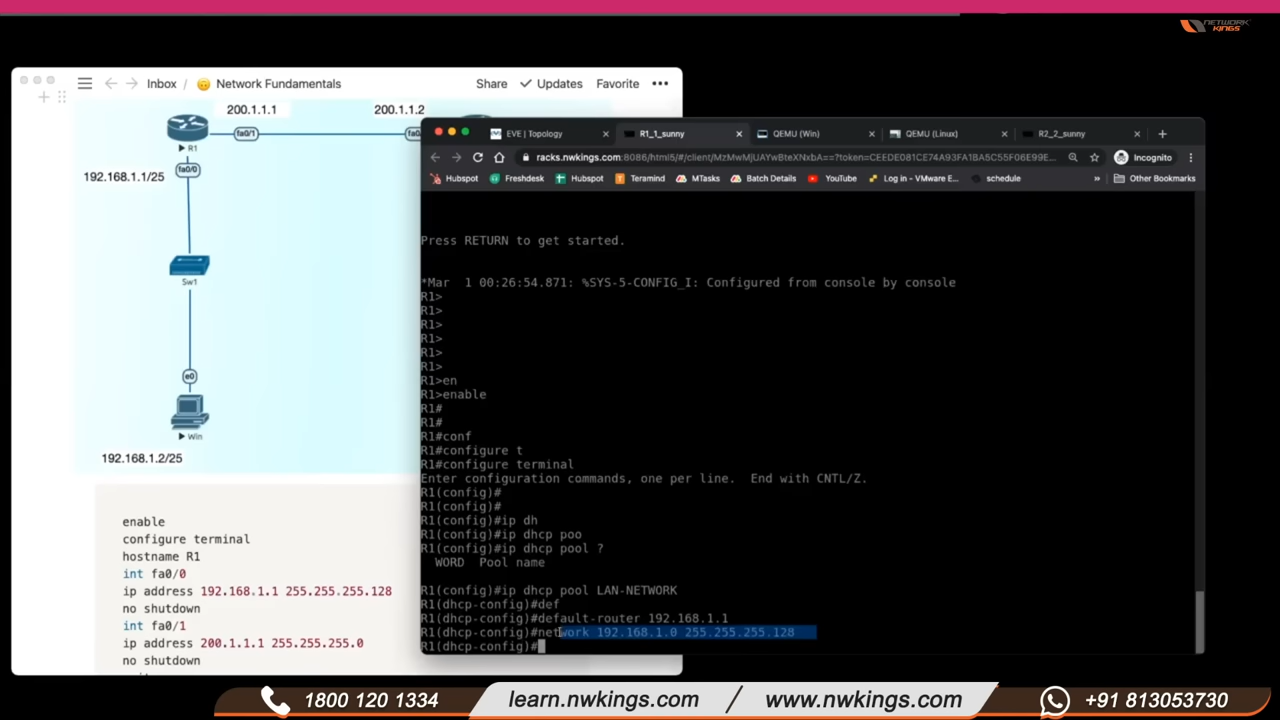 NETWORK
KINGS
Inbox / Network Fundamentals
Share
Updates
Favorite
200.1.1.1
200.1.1.2
fa0/1
fa0/
R1
fa0/0
192.168.1.1/25
Sw1
e0
Win
192.168.1.2/25
enable
configure terminal
hostname R1
int fa0/0
ip address 192.168.1.1 255.255.255.128
no shutdown
int fa0/1
ip address 200.1.1.1 255.255.255.0
no shutdown
EVE | Topology
R1_1_sunny
QEMU (Win)
QEMU (Linux)
R2_2_sunny
Incognito
Hubspot
Freshdesk
Hubspot
Teramind
MTasks
Batch Details
YouTube
Log in - VMware E...
schedule
»
Other Bookmarks
Press RETURN to get started.
*Mar 1 00:26:54.871: %SYS-5-CONFIG_I: Configured from console by console
R1>
R1>
R1>
R1>
R1>
R1>
R1>en
R1>enable
R1#
R1#
R1#conf
R1#configure t
R1#configure terminal
Enter configuration commands, one per line. End with CNTL/Z.
R1(config)#
R1(config)#
R1(config)#ip dh
R1(config)#ip dhcp poo
R1(config)#ip dhcp pool ?
WORD Pool name
R1(config)#ip dhcp pool LAN-NETWORK
R1(dhcp-config)#def
R1(dhcp-config)#default-router 192.168.1.1
R1(dhcp-config)#network 192.168.1.0 255.255.255.128
R1(dhcp-config)#
1800 120 1334
learn.nwkings.com / www.nwkings.com
+91 813053730